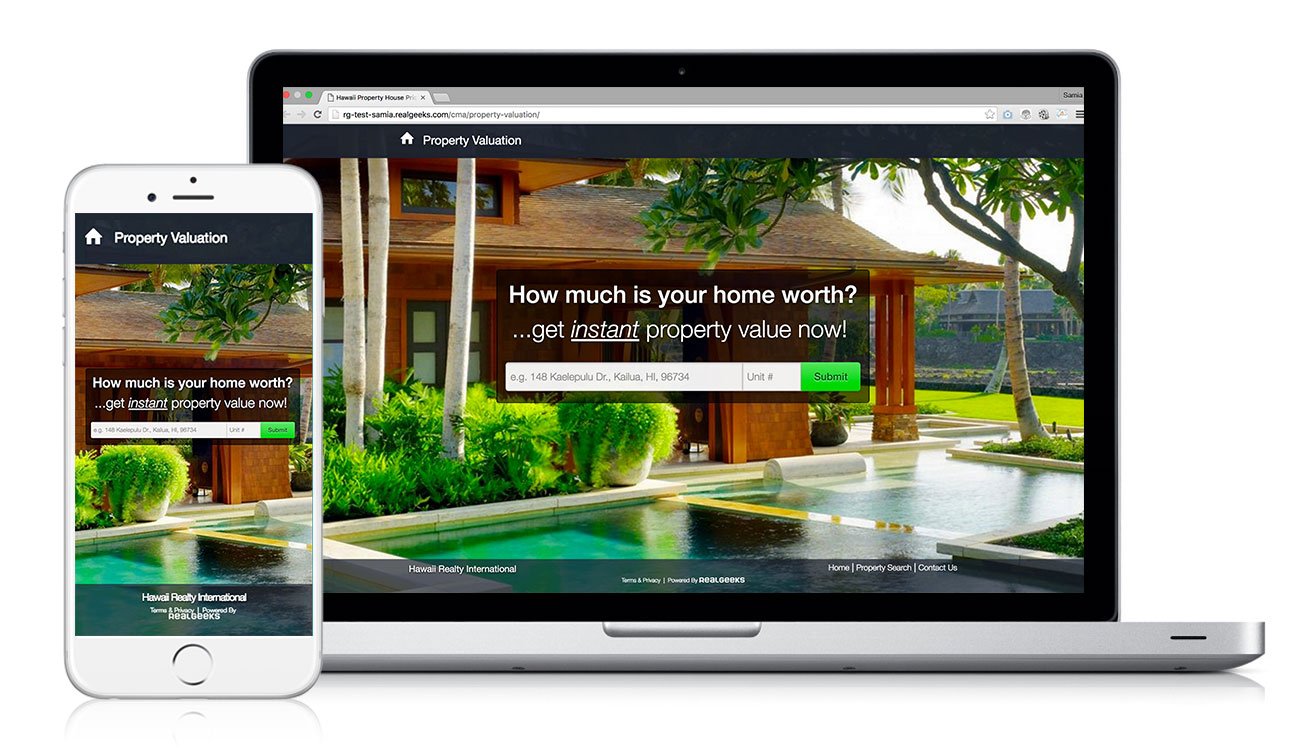 Hawaii Property House Pric
Samia
rg-test-samia.realgeeks.com/cma/property-valuation/
Property Valuation
How much is your home worth?
...get instant property value now!
e.g. 148 Kaelepulu Dr., Kailua, HI, 96734 Unit # Submit
Hawaii Realty International
Home | Property Search | Contact Us
Terms & Privacy | Powered By REALGEEKS
Property Valuation
How much is your home worth?
...get instant property value now!
e.g. 148 Kaelepulu Dr., Kailua, HI, 96734 Unit # Submit
Hawaii Realty International
Terms & Privacy | Powered By
REALGEEKS